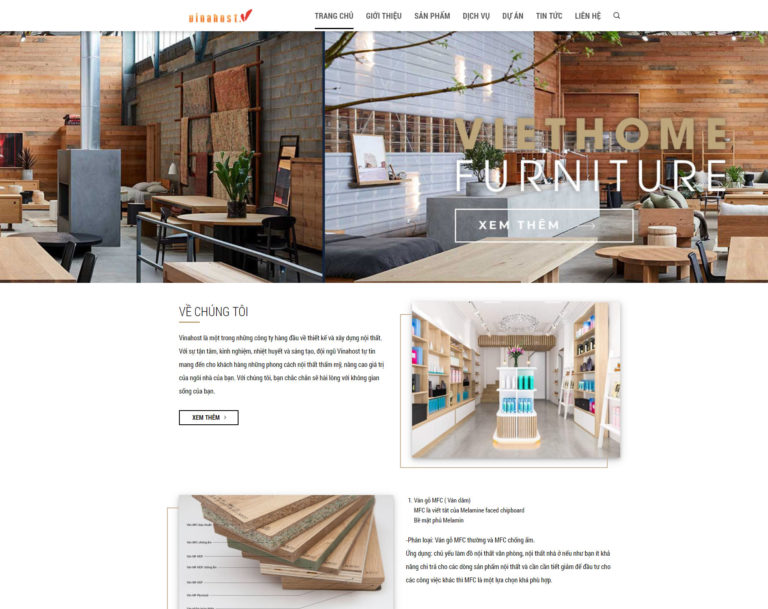 vinahost
TRANG CHỦ GIỚI THIỆU SẢN PHẨM DỊCH VỤ DỰ ÁN TIN TỨC LIÊN HỆ
VIETHOME
FURNITURE
XEM THÊM
VỀ CHÚNG TÔI
Vinahost là một trong những công ty hàng đầu về thiết kế và xây dựng nội thất.
Với sự tận tâm, kinh nghiệm, nhiệt huyết và sáng tạo, đội ngũ Vinahost tự tin
mang đến cho khách hàng những phong cách nội thất thẩm mỹ, nâng cao giá trị
của ngôi nhà của bạn. Với chúng tôi, bạn chắc chắn sẽ hài lòng với không gian
sống của bạn.
XEM THÊM
1. Ván gỗ MFC ( Ván dăm)
MFC là viết tắt của Melamine faced chipboard
Bề mặt phủ Melamin
-Phân loại: Ván gỗ MFC thường và MFC chống ẩm.
Ứng dụng: chủ yếu làm đồ nội thất văn phòng, nội thất nhà ở nếu như bạn ít khả
năng chi trả cho các dòng sản phẩm nội thất và cần cần tiết giảm để đầu tư cho
các công việc khác thì MFC là một lựa chọn khá phù hợp.